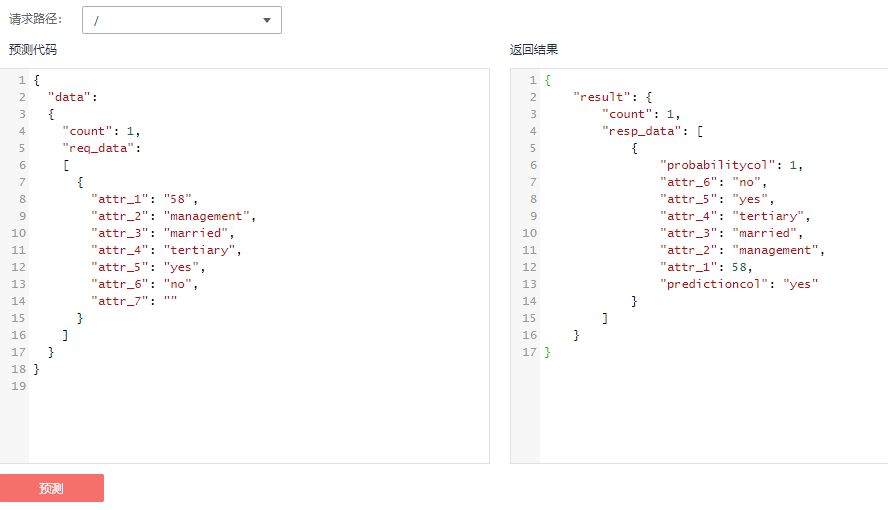 请求路径: /
预测代码
1 {
2   "data":
3   {
4     "count": 1,
5     "req_data":
6     [
7       {
8         "attr_1": "58",
9         "attr_2": "management",
10         "attr_3": "married",
11         "attr_4": "tertiary",
12         "attr_5": "yes",
13         "attr_6": "no",
14         "attr_7": ""
15       }
16     ]
17   }
18 }
19
返回结果
1 {
2     "result": {
3         "count": 1,
4         "resp_data": [
5             {
6                 "probabilitycol": 1,
7                 "attr_6": "no",
8                 "attr_5": "yes",
9                 "attr_4": "tertiary",
10                 "attr_3": "married",
11                 "attr_2": "management",
12                 "attr_1": 58,
13                 "predictioncol": "yes"
14             }
15         ]
16     }
17 }
预测